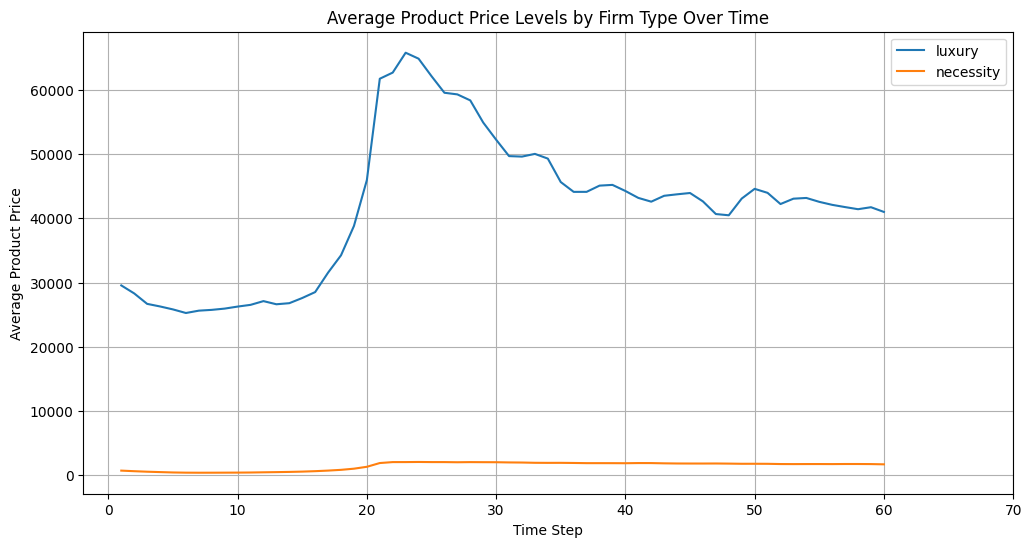 Average Product Price Levels by Firm Type Over Time
luxury
necessity
Average Product Price
60000
50000
40000
30000
20000
10000
0
0 10 20 30 40 50 60 70
Time Step